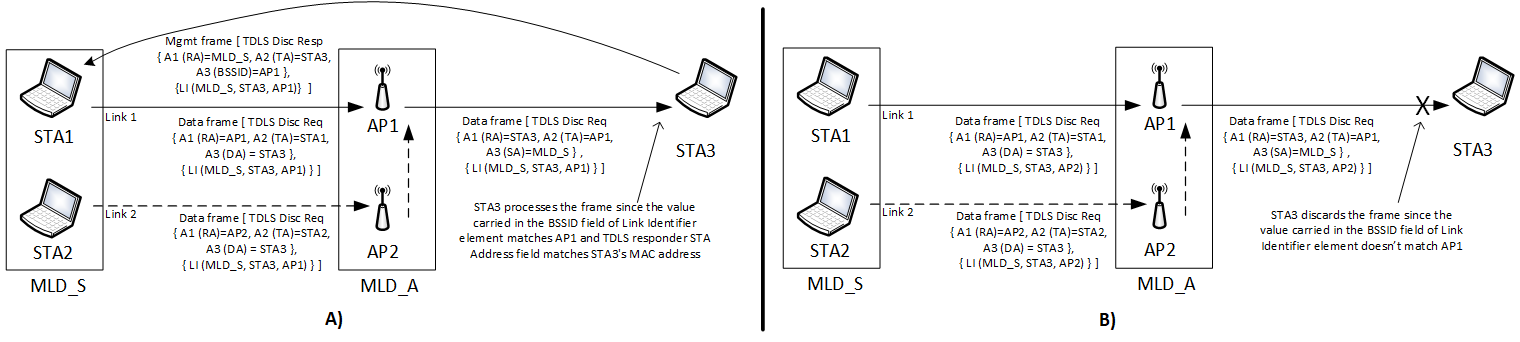 Mgmt frame [ TDLS Disc Resp
{ A1 (RA)=MLD_S, A2 (TA)=STA3,
A3 (BSSID)=AP1 },
{LI (MLD_S, STA3, AP1)}  ]
STA1
Link 1
AP1
STA3
Data frame [ TDLS Disc Req
{ A1 (RA)=AP1, A2 (TA)=STA1,
A3 (DA) = STA3 },
{ LI (MLD_S, STA3, AP1) } ]
Data frame [ TDLS Disc Req
{ A1 (RA)=STA3, A2 (TA)=AP1,
A3 (SA)=MLD_S } ,
{ LI (MLD_S, STA3, AP1) } ]
STA2
Link 2
AP2
Data frame [ TDLS Disc Req
{ A1 (RA)=AP2, A2 (TA)=STA2,
A3 (DA) = STA3 },
{ LI (MLD_S, STA3, AP1) } ]
STA3 processes the frame since the value
carried in the BSSID field of Link Identifier
element matches AP1 and TDLS responder STA
Address field matches STA3's MAC address
MLD_S
MLD_A
A)
STA1
Link 1
AP1
STA3
X
Data frame [ TDLS Disc Req
{ A1 (RA)=AP1, A2 (TA)=STA1,
A3 (DA) = STA3 },
{ LI (MLD_S, STA3, AP2) } ]
Data frame [ TDLS Disc Req
{ A1 (RA)=STA3, A2 (TA)=AP1,
A3 (SA)=MLD_S } ,
{ LI (MLD_S, STA3, AP2) } ]
STA2
Link 2
AP2
Data frame [ TDLS Disc Req
{ A1 (RA)=AP2, A2 (TA)=STA2,
A3 (DA) = STA3 },
{ LI (MLD_S, STA3, AP2) } ]
STA3 discards the frame since the
value carried in the BSSID field of Link
Identifier element doesn't match AP1
MLD_S
MLD_A
B)